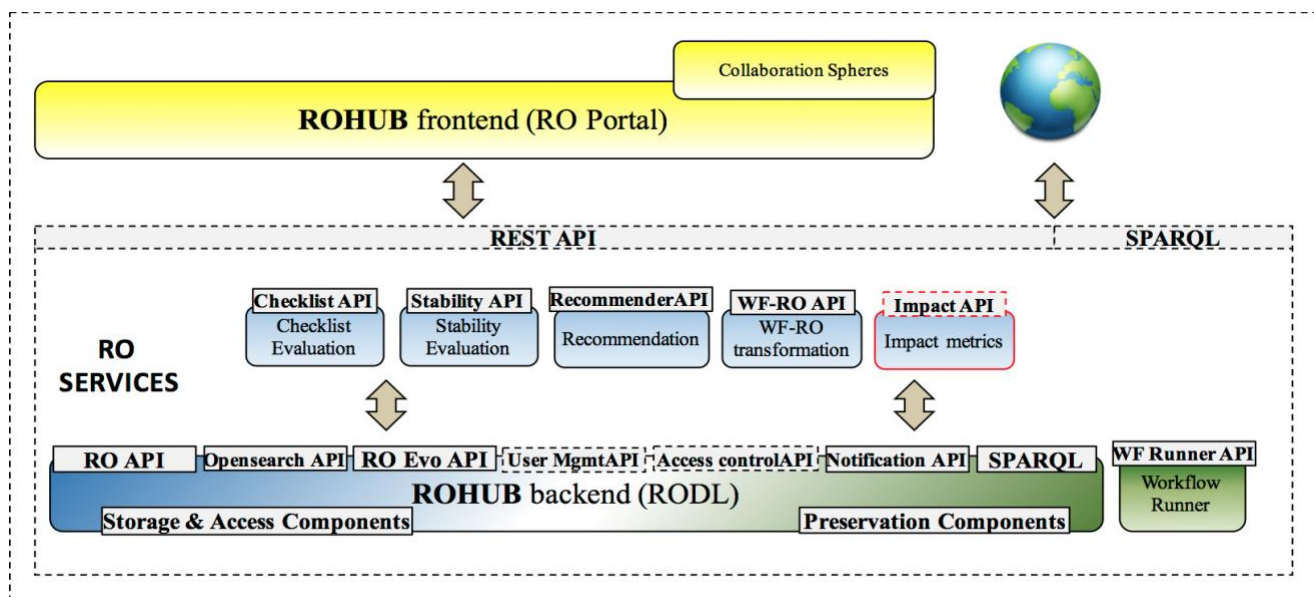 Collaboration Spheres
ROHUB frontend (RO Portal)
REST API
SPARQL
Checklist API
Checklist
Evaluation
Stability API
Stability
Evaluation
RecommenderAPI
Recommendation
WF-RO API
WF-RO
transformation
Impact API
Impact metrics
RO
SERVICES
RO API
Opensearch API
RO Evo API
User MgmtAPI
Access controlAPI
Notification API
SPARQL
ROHUB backend (RODL)
Storage & Access Components
Preservation Components
WF Runner API
Workflow
Runner